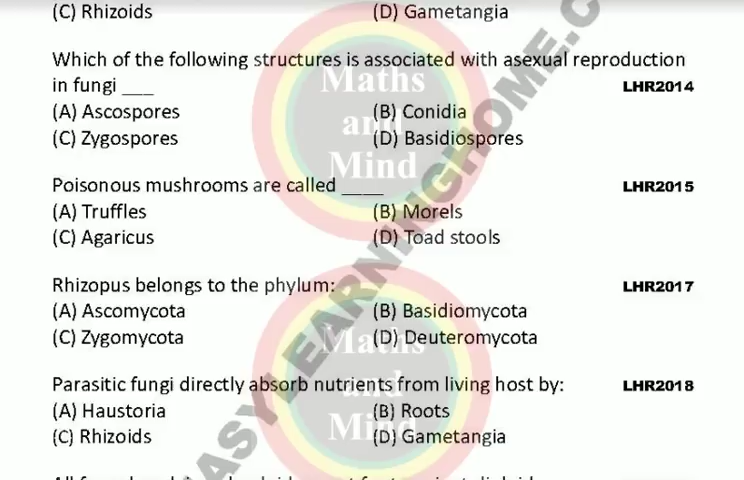 (C) Rhizoids (D) Gametangia
Which of the following structures is associated with asexual reproduction
in fungi ___ LHR2014
(A) Ascospores (B) Conidia
(C) Zygospores (D) Basidiospores
Poisonous mushrooms are called ____ LHR2015
(A) Truffles (B) Morels
(C) Agaricus (D) Toad stools
Rhizopus belongs to the phylum: LHR2017
(A) Ascomycota (B) Basidiomycota
(C) Zygomycota (D) Deuteromycota
Parasitic fungi directly absorb nutrients from living host by: LHR2018
(A) Haustoria (B) Roots
(C) Rhizoids (D) Gametangia
Maths
and
Mind
Maths
and
Mind
ASYLEARNINGHOME.C